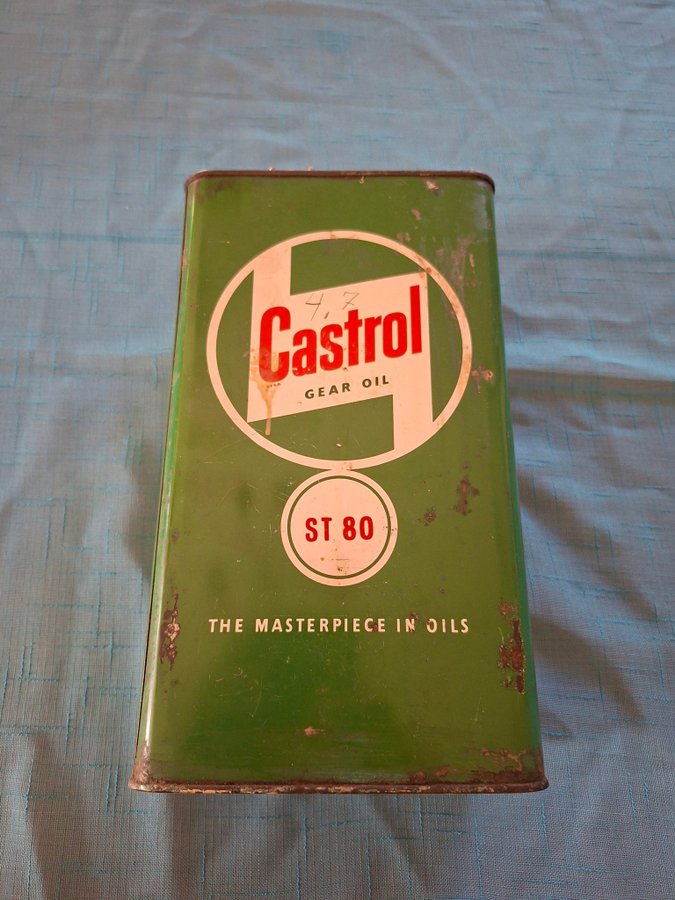 4,7
Castrol
GEAR OIL
ST 80
THE MASTERPIECE IN OILS